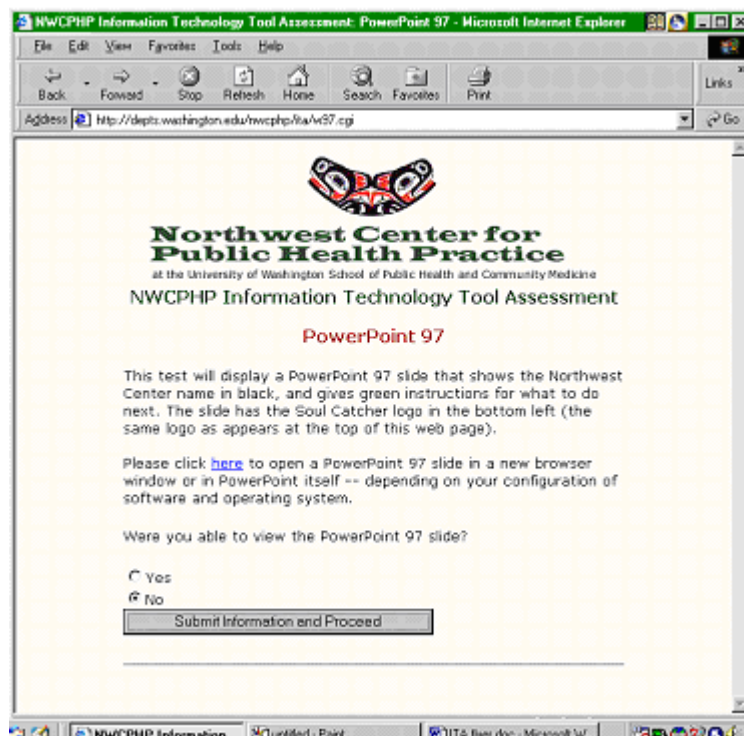 NWCPHP Information Technology Tool Assessment: PowerPoint 97 - Microsoft Internet Explorer
File Edit View Favorites Tools Help
Back Forward Stop Refresh Home Search Favorites Print Links
Address http://depts.washington.edu/nwcphp/ita/w97.cgi Go
Northwest Center for
Public Health Practice
at the University of Washington School of Public Health and Community Medicine
NWCPHP Information Technology Tool Assessment
PowerPoint 97
This test will display a PowerPoint 97 slide that shows the Northwest
Center name in black, and gives green instructions for what to do
next. The slide has the Soul Catcher logo in the bottom left (the
same logo as appears at the top of this web page).
Please click here to open a PowerPoint 97 slide in a new browser
window or in PowerPoint itself -- depending on your configuration of
software and operating system.
Were you able to view the PowerPoint 97 slide?
Yes
No
Submit Information and Proceed
NWCPHP Information untitled - Paint ITA doc - Microsoft W